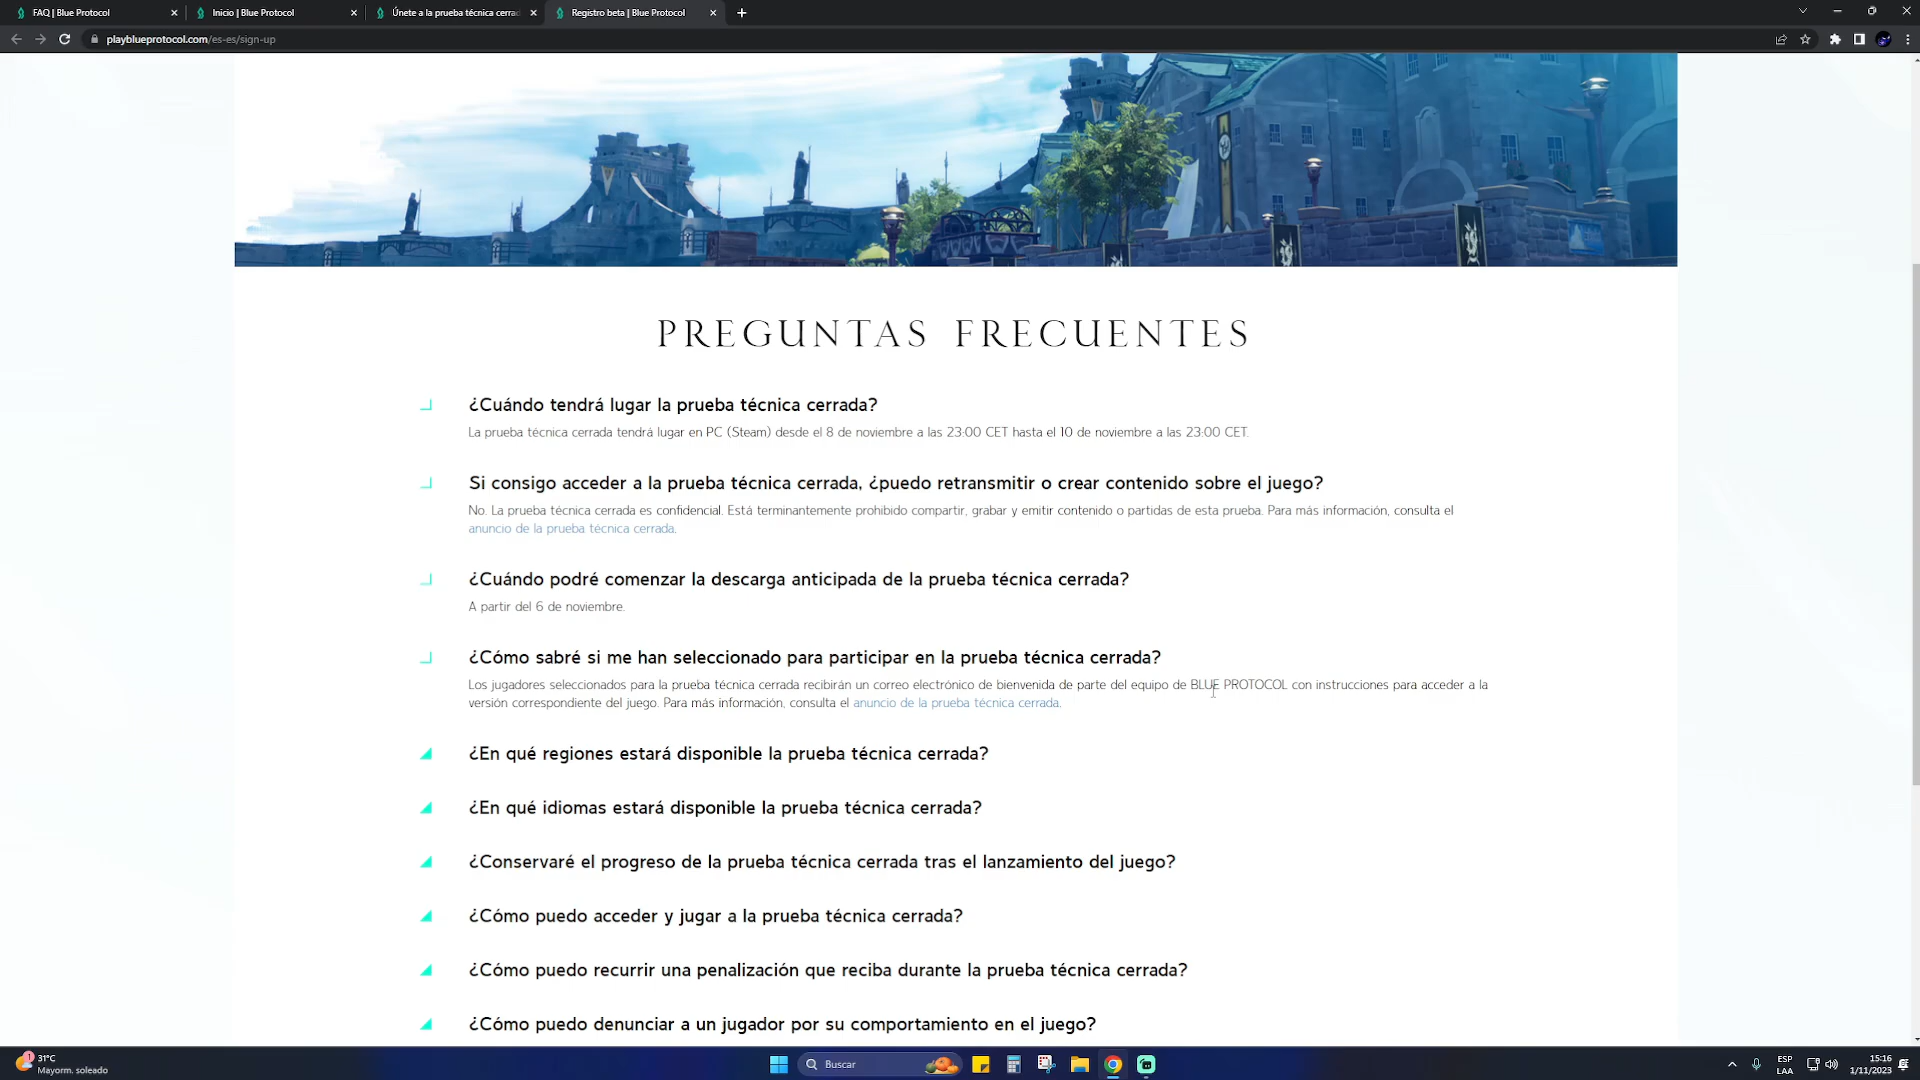 FAQ | Blue Protocol
Inicio | Blue Protocol
Únete a la prueba técnica cerrad
Registro beta | Blue Protocol
playblueprotocol.com/es-es/sign-up
PREGUNTAS FRECUENTES
¿Cuándo tendrá lugar la prueba técnica cerrada?
La prueba técnica cerrada tendrá lugar en PC (Steam) desde el 8 de noviembre a las 23:00 CET hasta el 10 de noviembre a las 23:00 CET.
Si consigo acceder a la prueba técnica cerrada, ¿puedo retransmitir o crear contenido sobre el juego?
No. La prueba técnica cerrada es confidencial. Está terminantemente prohibido compartir, grabar y emitir contenido o partidas de esta prueba. Para más información, consulta el
anuncio de la prueba técnica cerrada.
¿Cuándo podré comenzar la descarga anticipada de la prueba técnica cerrada?
A partir del 6 de noviembre.
¿Cómo sabré si me han seleccionado para participar en la prueba técnica cerrada?
Los jugadores seleccionados para la prueba técnica cerrada recibirán un correo electrónico de bienvenida de parte del equipo de BLUE PROTOCOL con instrucciones para acceder a la
versión correspondiente del juego. Para más información, consulta el anuncio de la prueba técnica cerrada.
¿En qué regiones estará disponible la prueba técnica cerrada?
¿En qué idiomas estará disponible la prueba técnica cerrada?
¿Conservaré el progreso de la prueba técnica cerrada tras el lanzamiento del juego?
¿Cómo puedo acceder y jugar a la prueba técnica cerrada?
¿Cómo puedo recurrir una penalización que reciba durante la prueba técnica cerrada?
¿Cómo puedo denunciar a un jugador por su comportamiento en el juego?
1
31°C
Mayorm. soleado
Buscar
ESP
LAA
15:16
1/11/2023